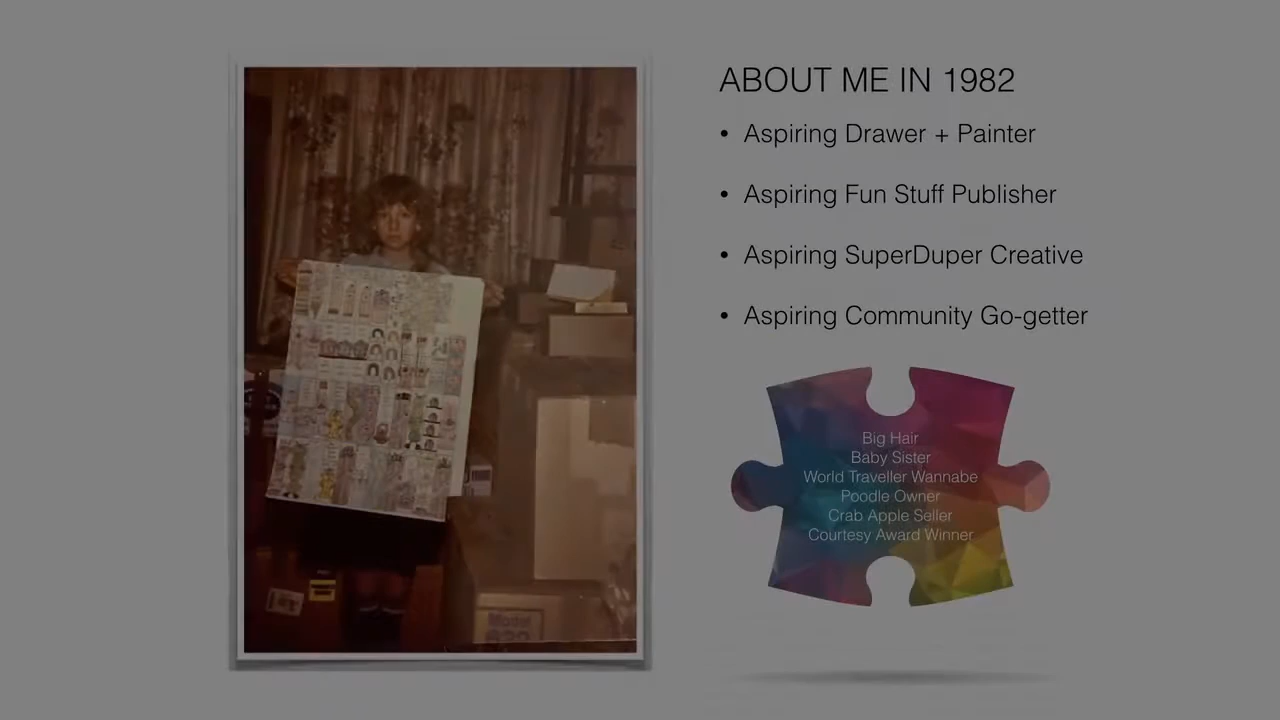 ABOUT ME IN 1982
• Aspiring Drawer + Painter
• Aspiring Fun Stuff Publisher
• Aspiring SuperDuper Creative
• Aspiring Community Go-getter
Big Hair
Baby Sister
World Traveller Wannabe
Poodle Owner
Crab Apple Seller
Courtesy Award Winner
Model